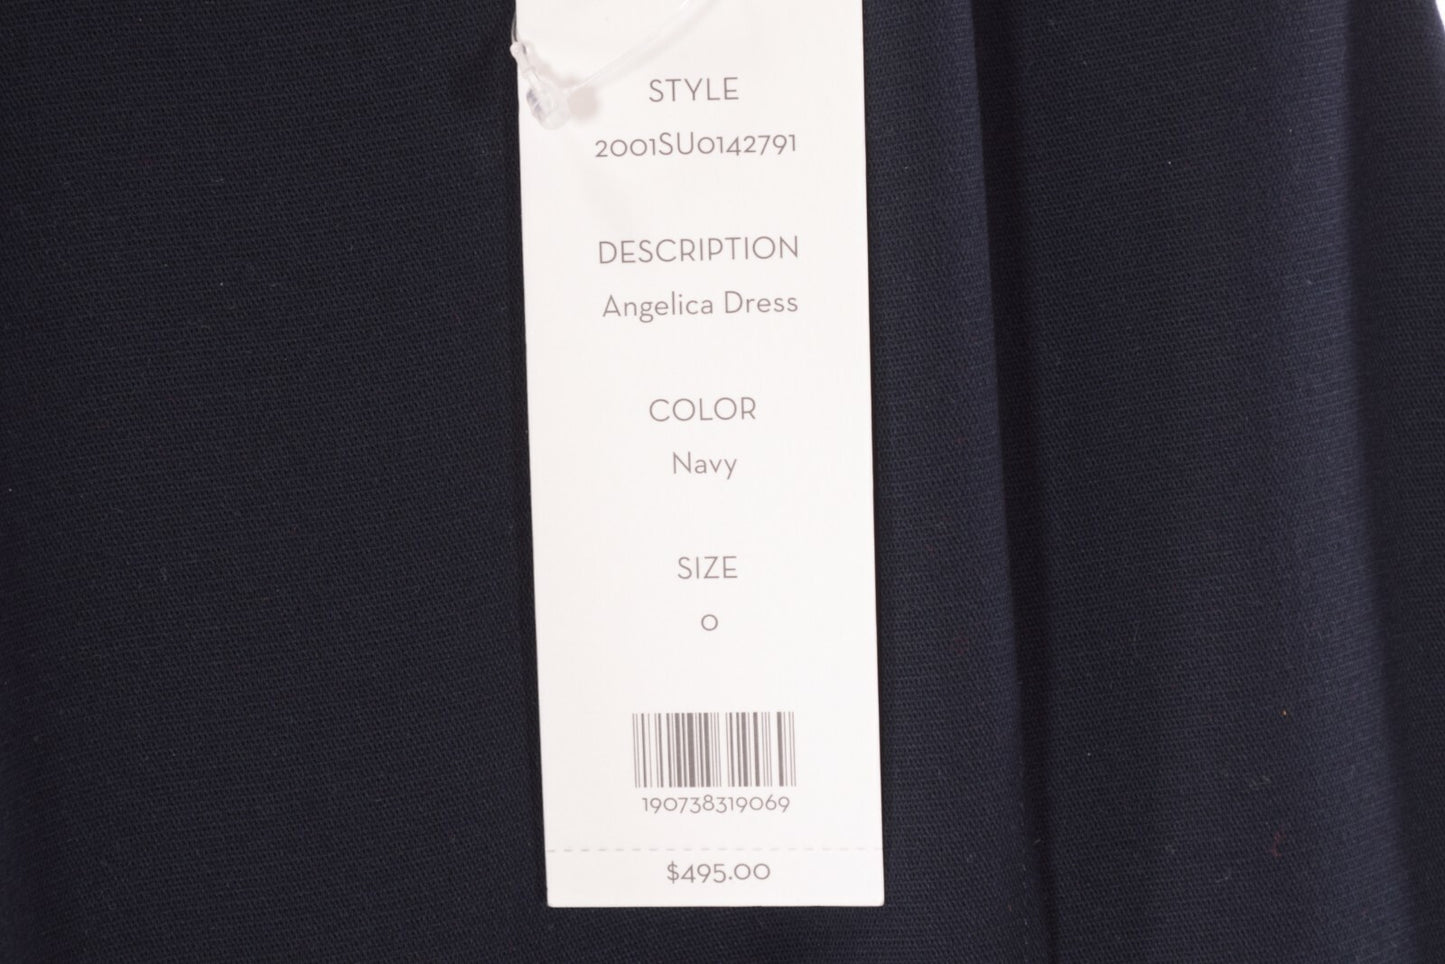 STYLE
2001SU0142791
DESCRIPTION
Angelica Dress
COLOR
Navy
SIZE
0
190738319069
$495.00